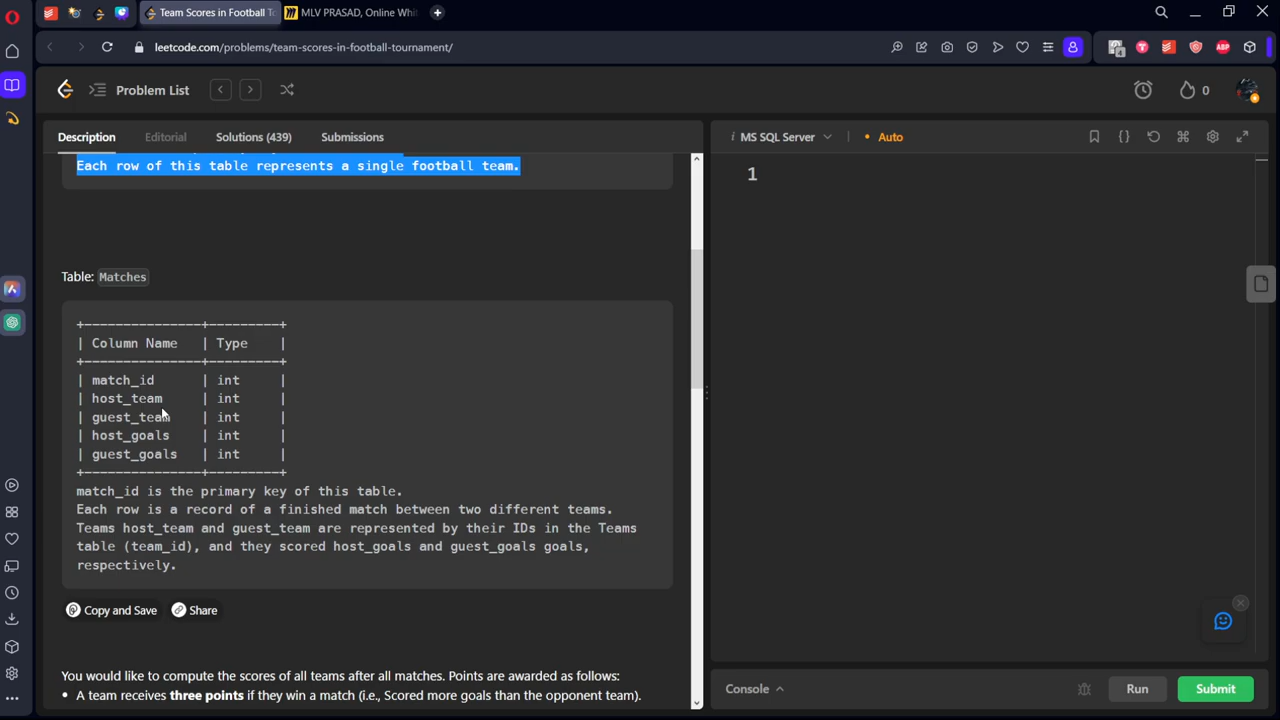 Team Scores in Football To
MLV PRASAD, Online Whit
leetcode.com/problems/team-scores-in-football-tournament/
ABP
Problem List
0
Description
Editorial
Solutions (439)
Submissions
MS SQL Server
Auto
Each row of this table represents a single football team.
1
Table: Matches
+---------------+---------+
| Column Name   | Type    |
+---------------+---------+
| match_id      | int     |
| host_team     | int     |
| guest_team    | int     |
| host_goals    | int     |
| guest_goals   | int     |
+---------------+---------+
match_id is the primary key of this table.
Each row is a record of a finished match between two different teams.
Teams host_team and guest_team are represented by their IDs in the Teams
table (team_id), and they scored host_goals and guest_goals goals,
respectively.
Copy and Save
Share
You would like to compute the scores of all teams after all matches. Points are awarded as follows:
• A team receives three points if they win a match (i.e., Scored more goals than the opponent team).
Console
Run
Submit